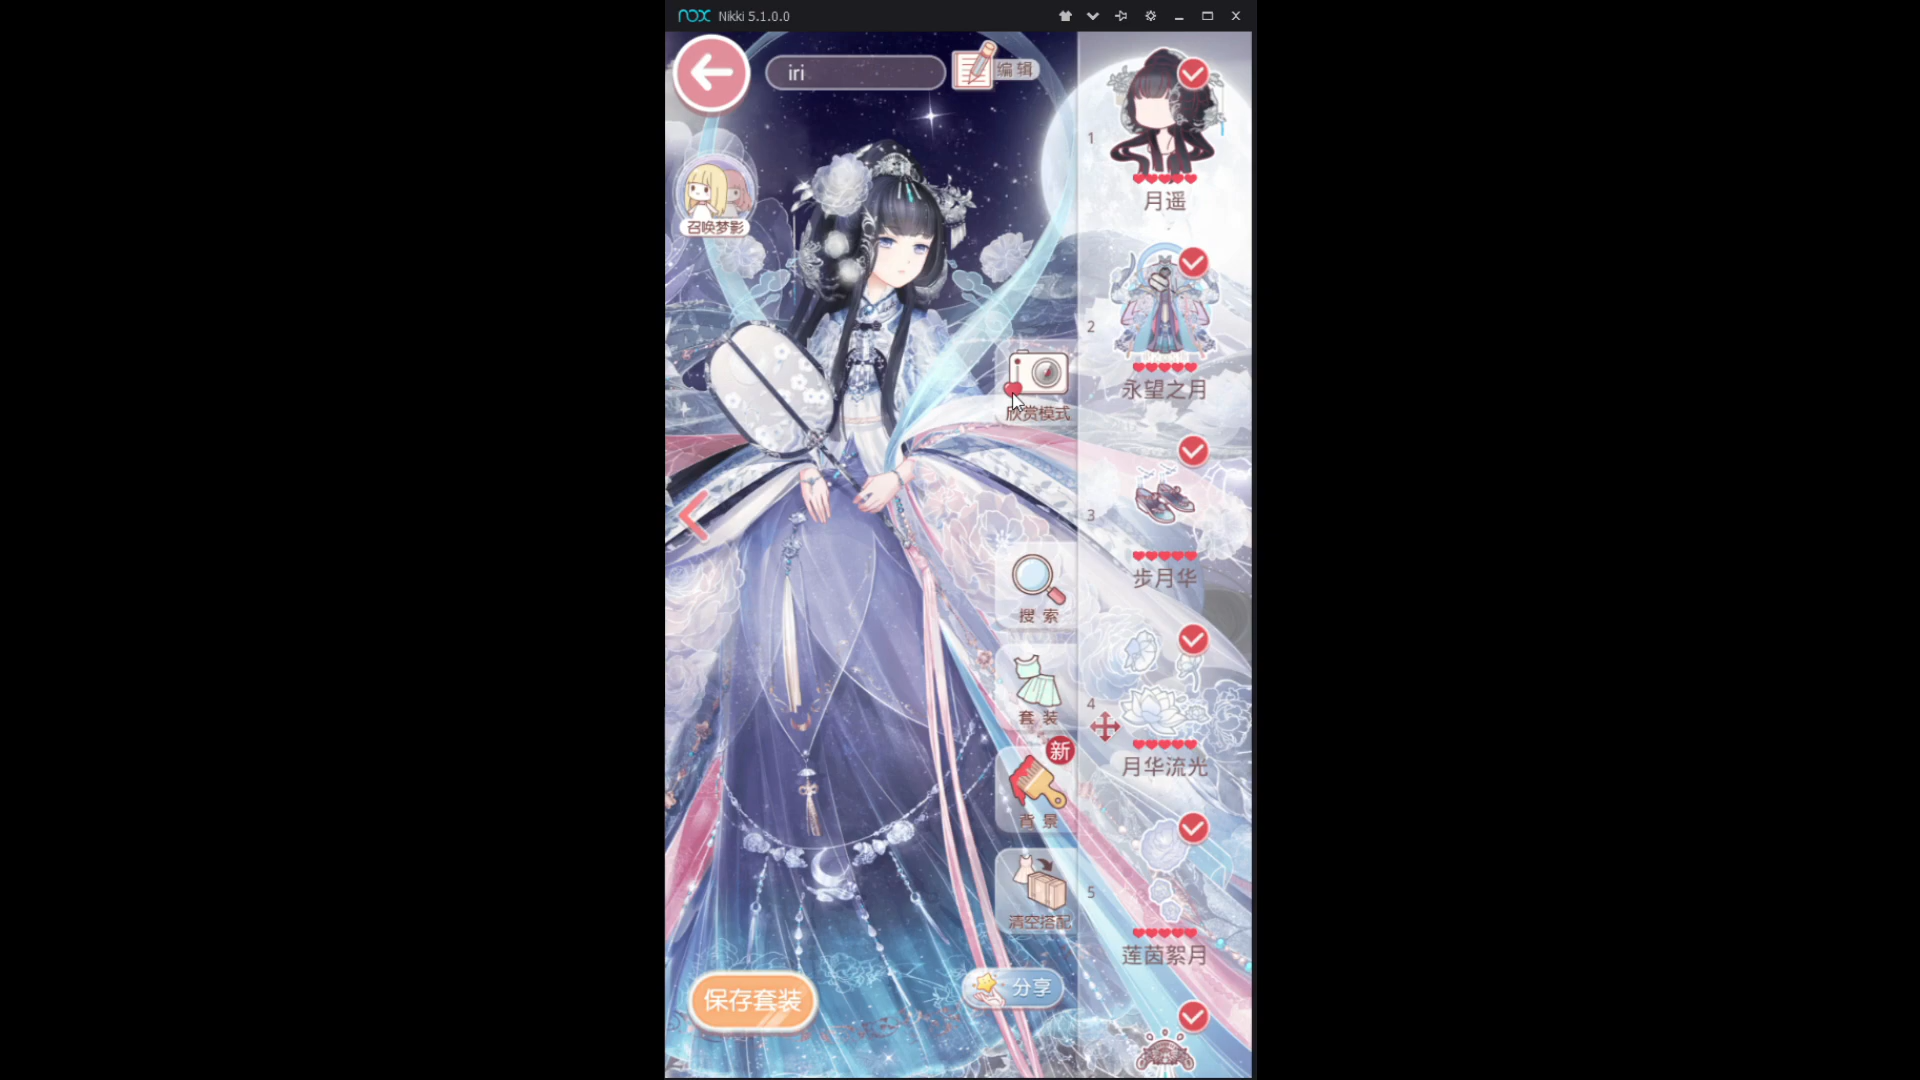 nox Nikki 5.1.0.0
iri
编辑
召唤梦影
1
月遥
2
永望之月
欣赏模式
3
步月华
搜索
4
月华流光
套装
新
背景
5
莲茵絮月
清空搭配
保存套装
分享